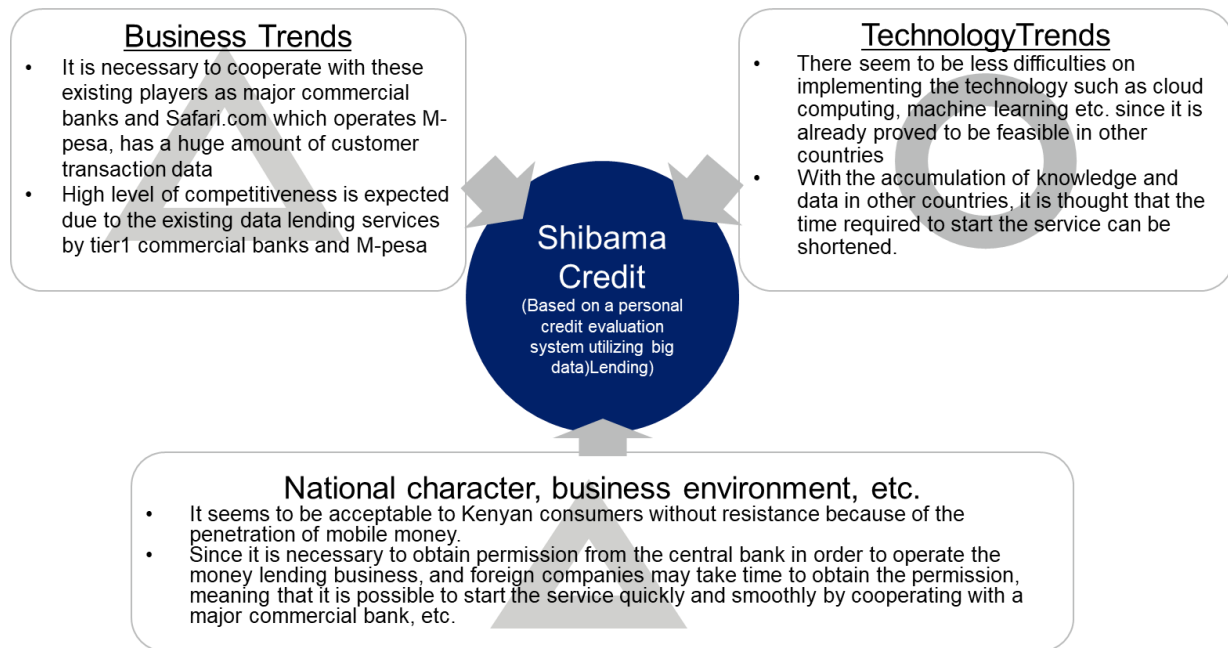 Business Trends
• It is necessary to cooperate with these
existing players as major commercial
banks and Safari.com which operates M-
pesa, has a huge amount of customer
transaction data
• High level of competitiveness is expected
due to the existing data lending services
by tier1 commercial banks and M-pesa
TechnologyTrends
• There seem to be less difficulties on
implementing the technology such as cloud
computing, machine learning etc. since it is
already proved to be feasible in other
countries
• With the accumulation of knowledge and
data in other countries, it is thought that the
time required to start the service can be
shortened.
Shibama
Credit
(Based on a personal
credit evaluation
system utilizing big
data)Lending)
National character, business environment, etc.
• It seems to be acceptable to Kenyan consumers without resistance because of the
penetration of mobile money.
• Since it is necessary to obtain permission from the central bank in order to operate the
money lending business, and foreign companies may take time to obtain the permission,
meaning that it is possible to start the service quickly and smoothly by cooperating with a
major commercial bank, etc.